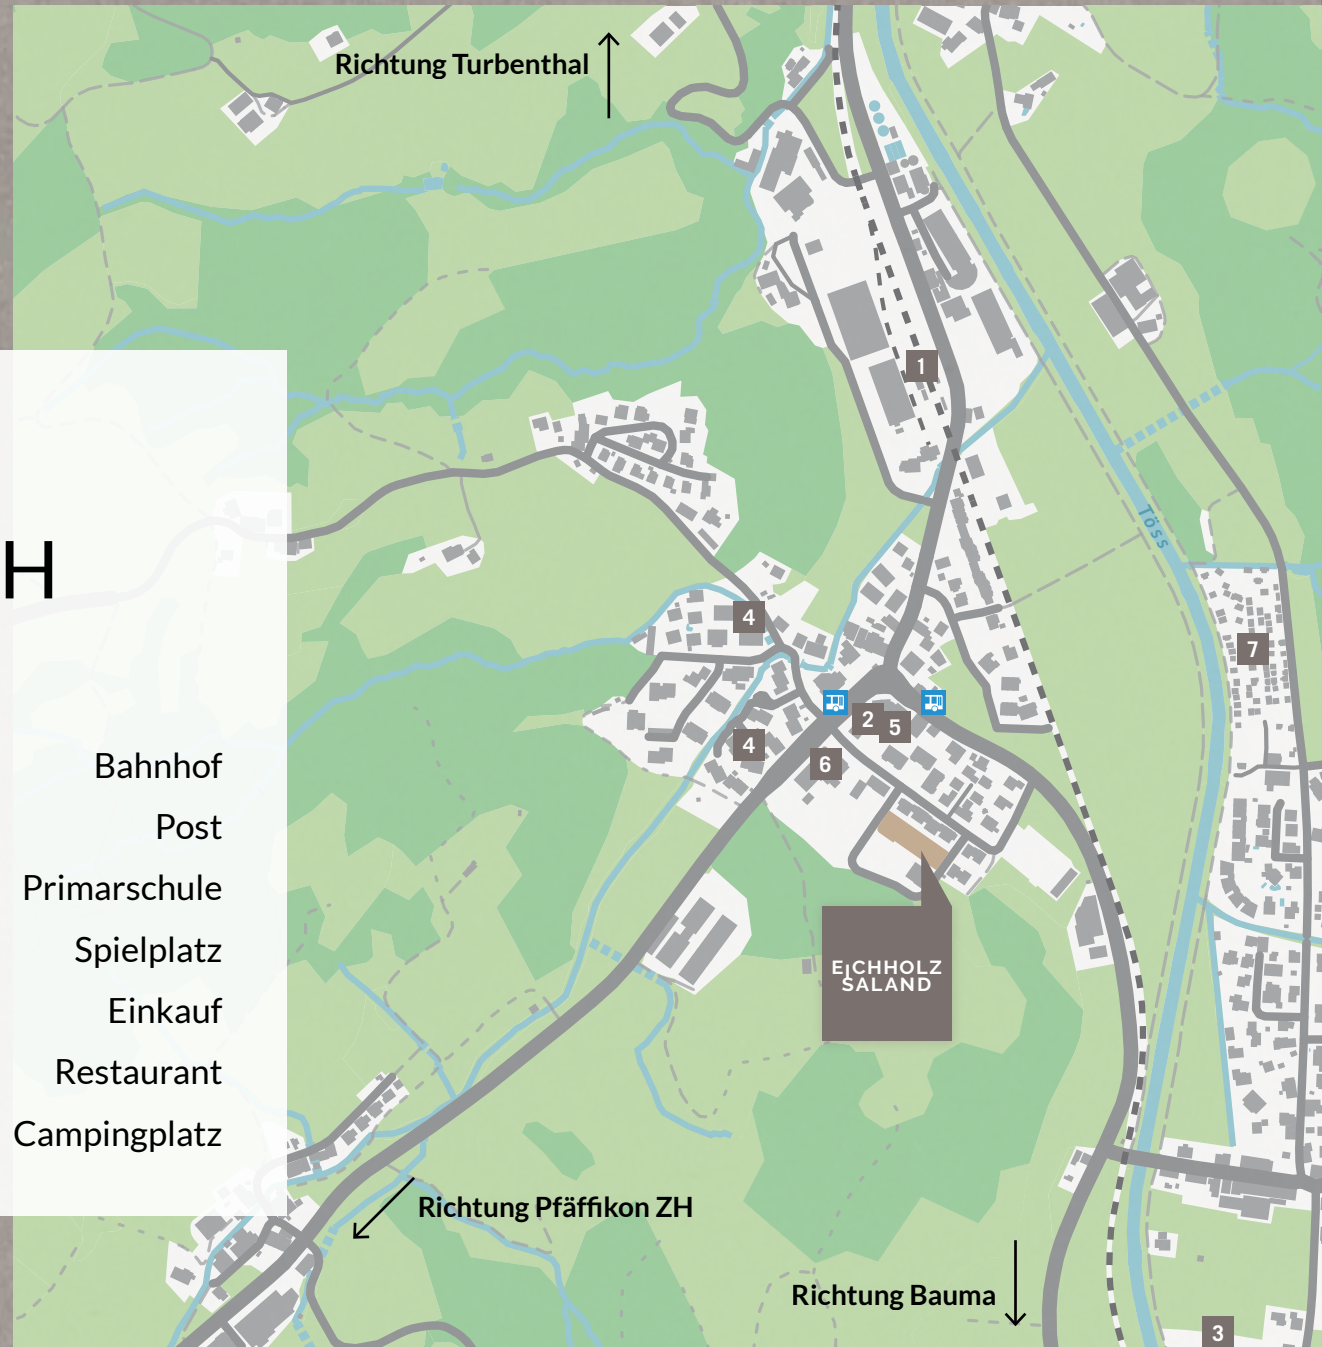 Richtung Turbenthal
1
Töss
H
4
7
2
5
4
6
Bahnhof
Post
Primarschule
Spielplatz
Einkauf
Restaurant
Campingplatz
EICHHOLZ
SALAND
Richtung Pfäffikon ZH
Richtung Bauma
3